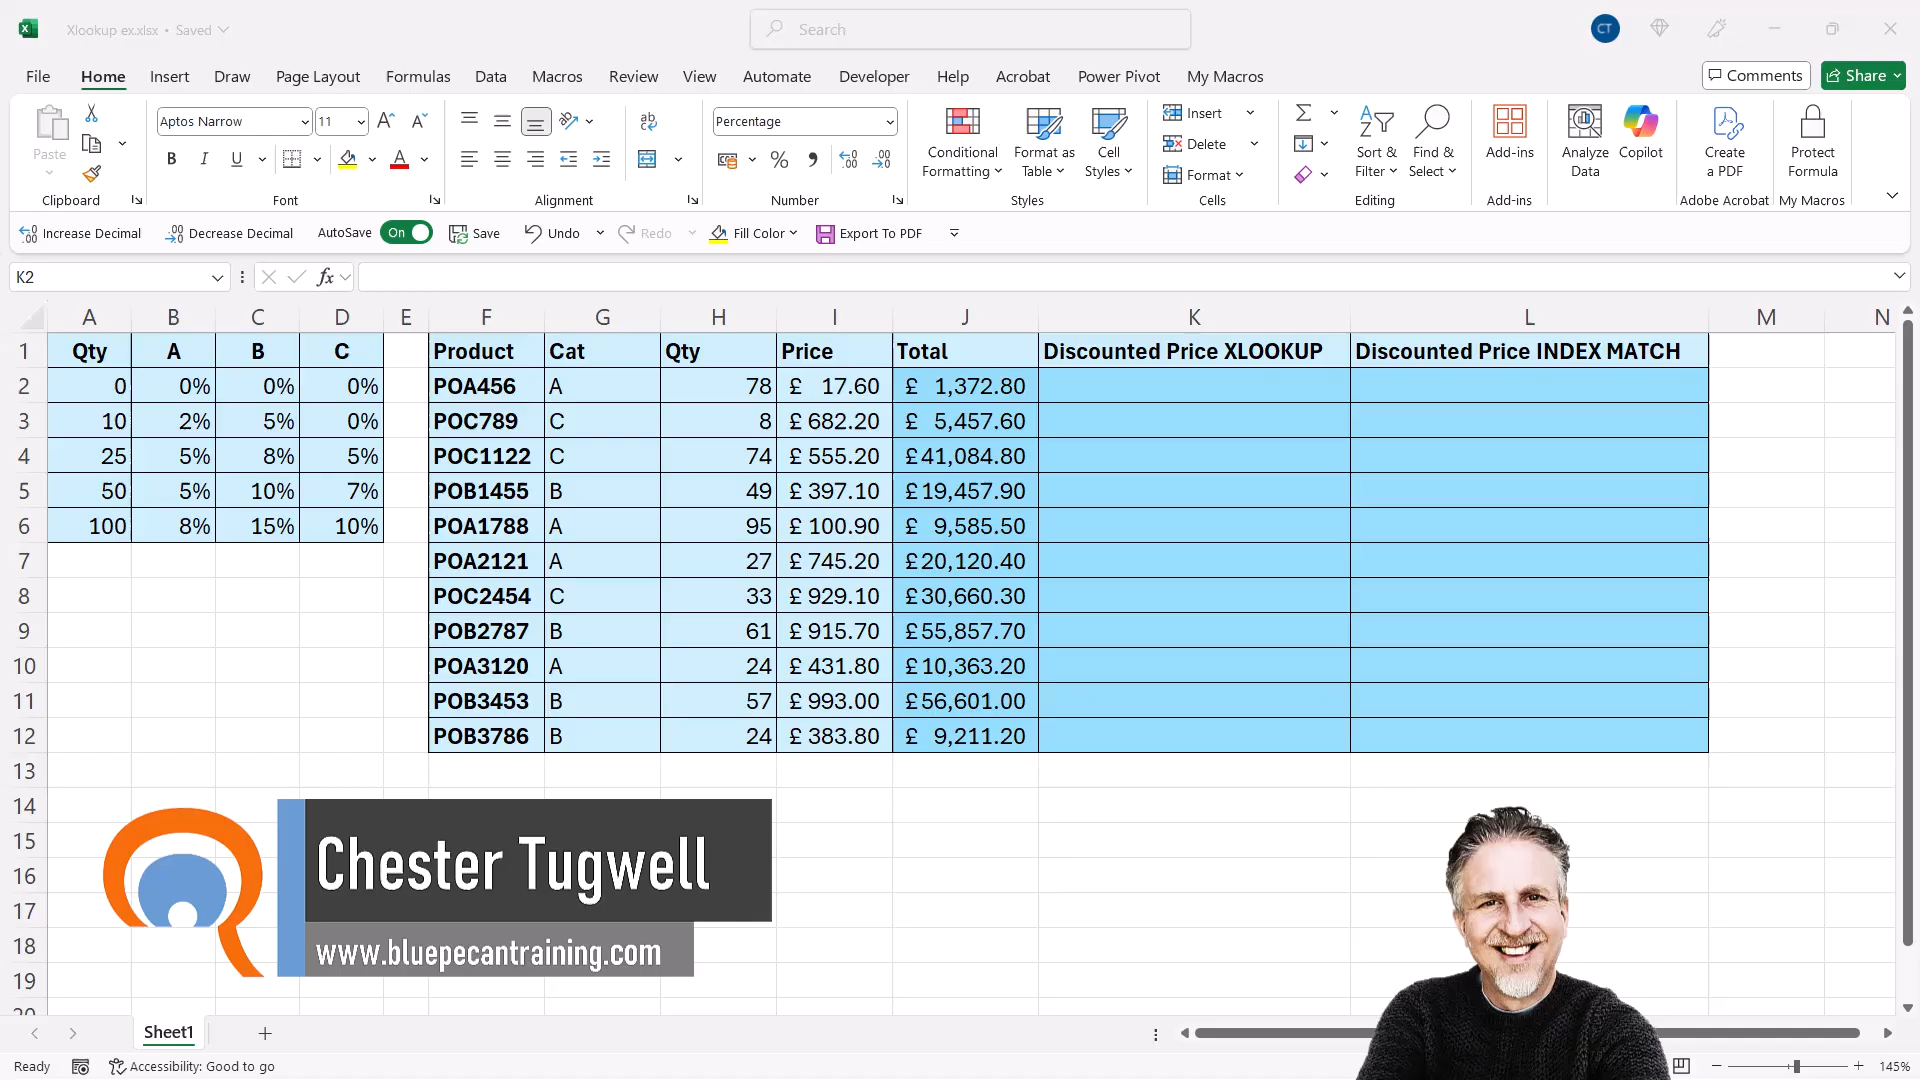 Xlookup ex.xlsx • Saved
Search
CT
File Home Insert Draw Page Layout Formulas Data Macros Review View Automate Developer Help Acrobat Power Pivot My Macros
Comments Share
Paste
Clipboard
Aptos Narrow 11
B I U
Font
Alignment
Percentage
Number
Conditional Formatting
Format as Table
Cell Styles
Styles
Insert
Delete
Format
Cells
Sort & Filter
Find & Select
Editing
Add-ins
Add-ins
Analyze Data
Copilot
Create a PDF
Adobe Acrobat
Protect Formula
My Macros
Increase Decimal Decrease Decimal AutoSave On Save Undo Redo Fill Color Export To PDF
K2 fx
A B C D E F G H I J K L M N
1 Qty A B C Product Cat Qty Price Total Discounted Price XLOOKUP Discounted Price INDEX MATCH
2 0 0% 0% 0% POA456 A 78 £ 17.60 £ 1,372.80
3 10 2% 5% 0% POC789 C 8 £ 682.20 £ 5,457.60
4 25 5% 8% 5% POC1122 C 74 £ 555.20 £ 41,084.80
5 50 5% 10% 7% POB1455 B 49 £ 397.10 £ 19,457.90
6 100 8% 15% 10% POA1788 A 95 £ 100.90 £ 9,585.50
7 POA2121 A 27 £ 745.20 £ 20,120.40
8 POC2454 C 33 £ 929.10 £ 30,660.30
9 POB2787 B 61 £ 915.70 £ 55,857.70
10 POA3120 A 24 £ 431.80 £ 10,363.20
11 POB3453 B 57 £ 993.00 £ 56,601.00
12 POB3786 B 24 £ 383.80 £ 9,211.20
13
14
15
16
17
18
19
20
Chester Tugwell
www.bluepecantraining.com
Sheet1
Ready Accessibility: Good to go 145%